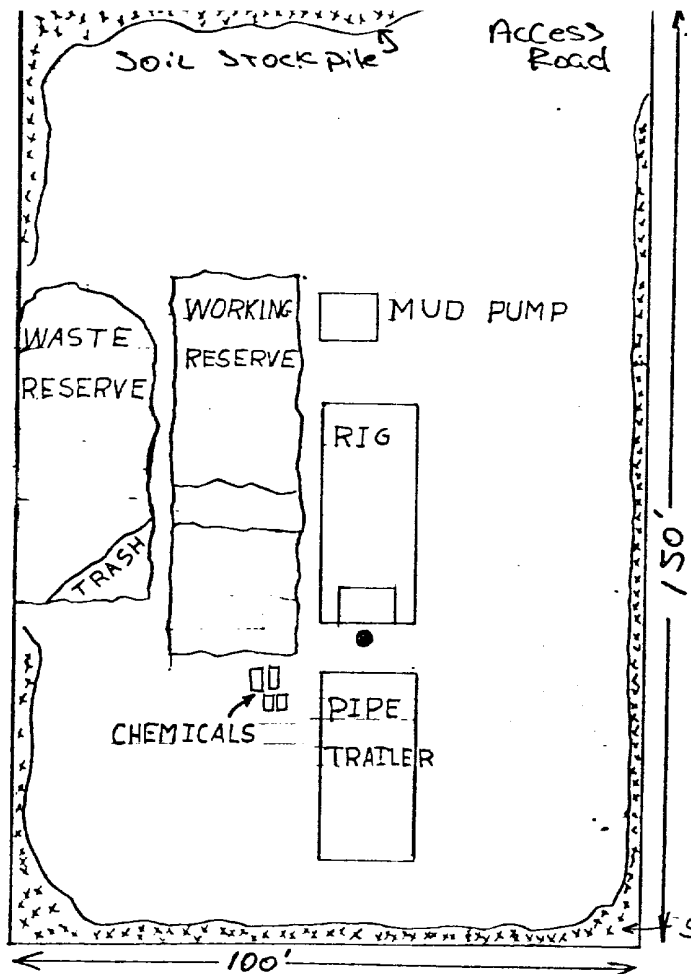 SOIL STOCKPILE
Access
Road
WORKING
RESERVE
MUD PUMP
WASTE
RESERVE
RIG
TRASH
150'
CHEMICALS
PIPE
TRAILER
100'